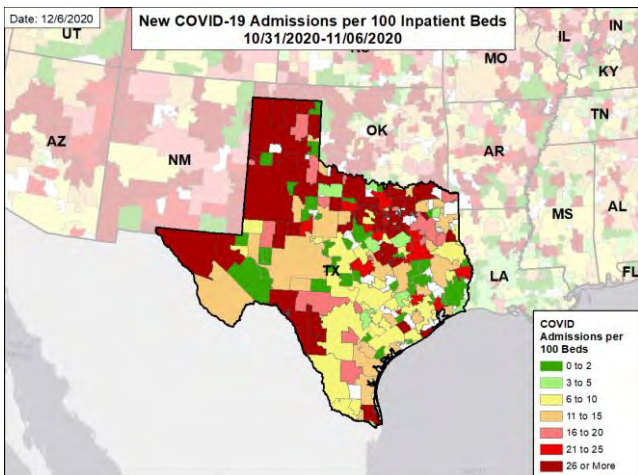 Date: 12/6/2020
New COVID-19 Admissions per 100 Inpatient Beds
10/31/2020-11/06/2020
UT
MO
IL
IN
KY
AZ
NM
OK
AR
TN
MS
AL
TX
LA
FL
COVID
Admissions per
100 Beds
0 to 2
3 to 5
6 to 10
11 to 15
16 to 20
21 to 25
26 or More